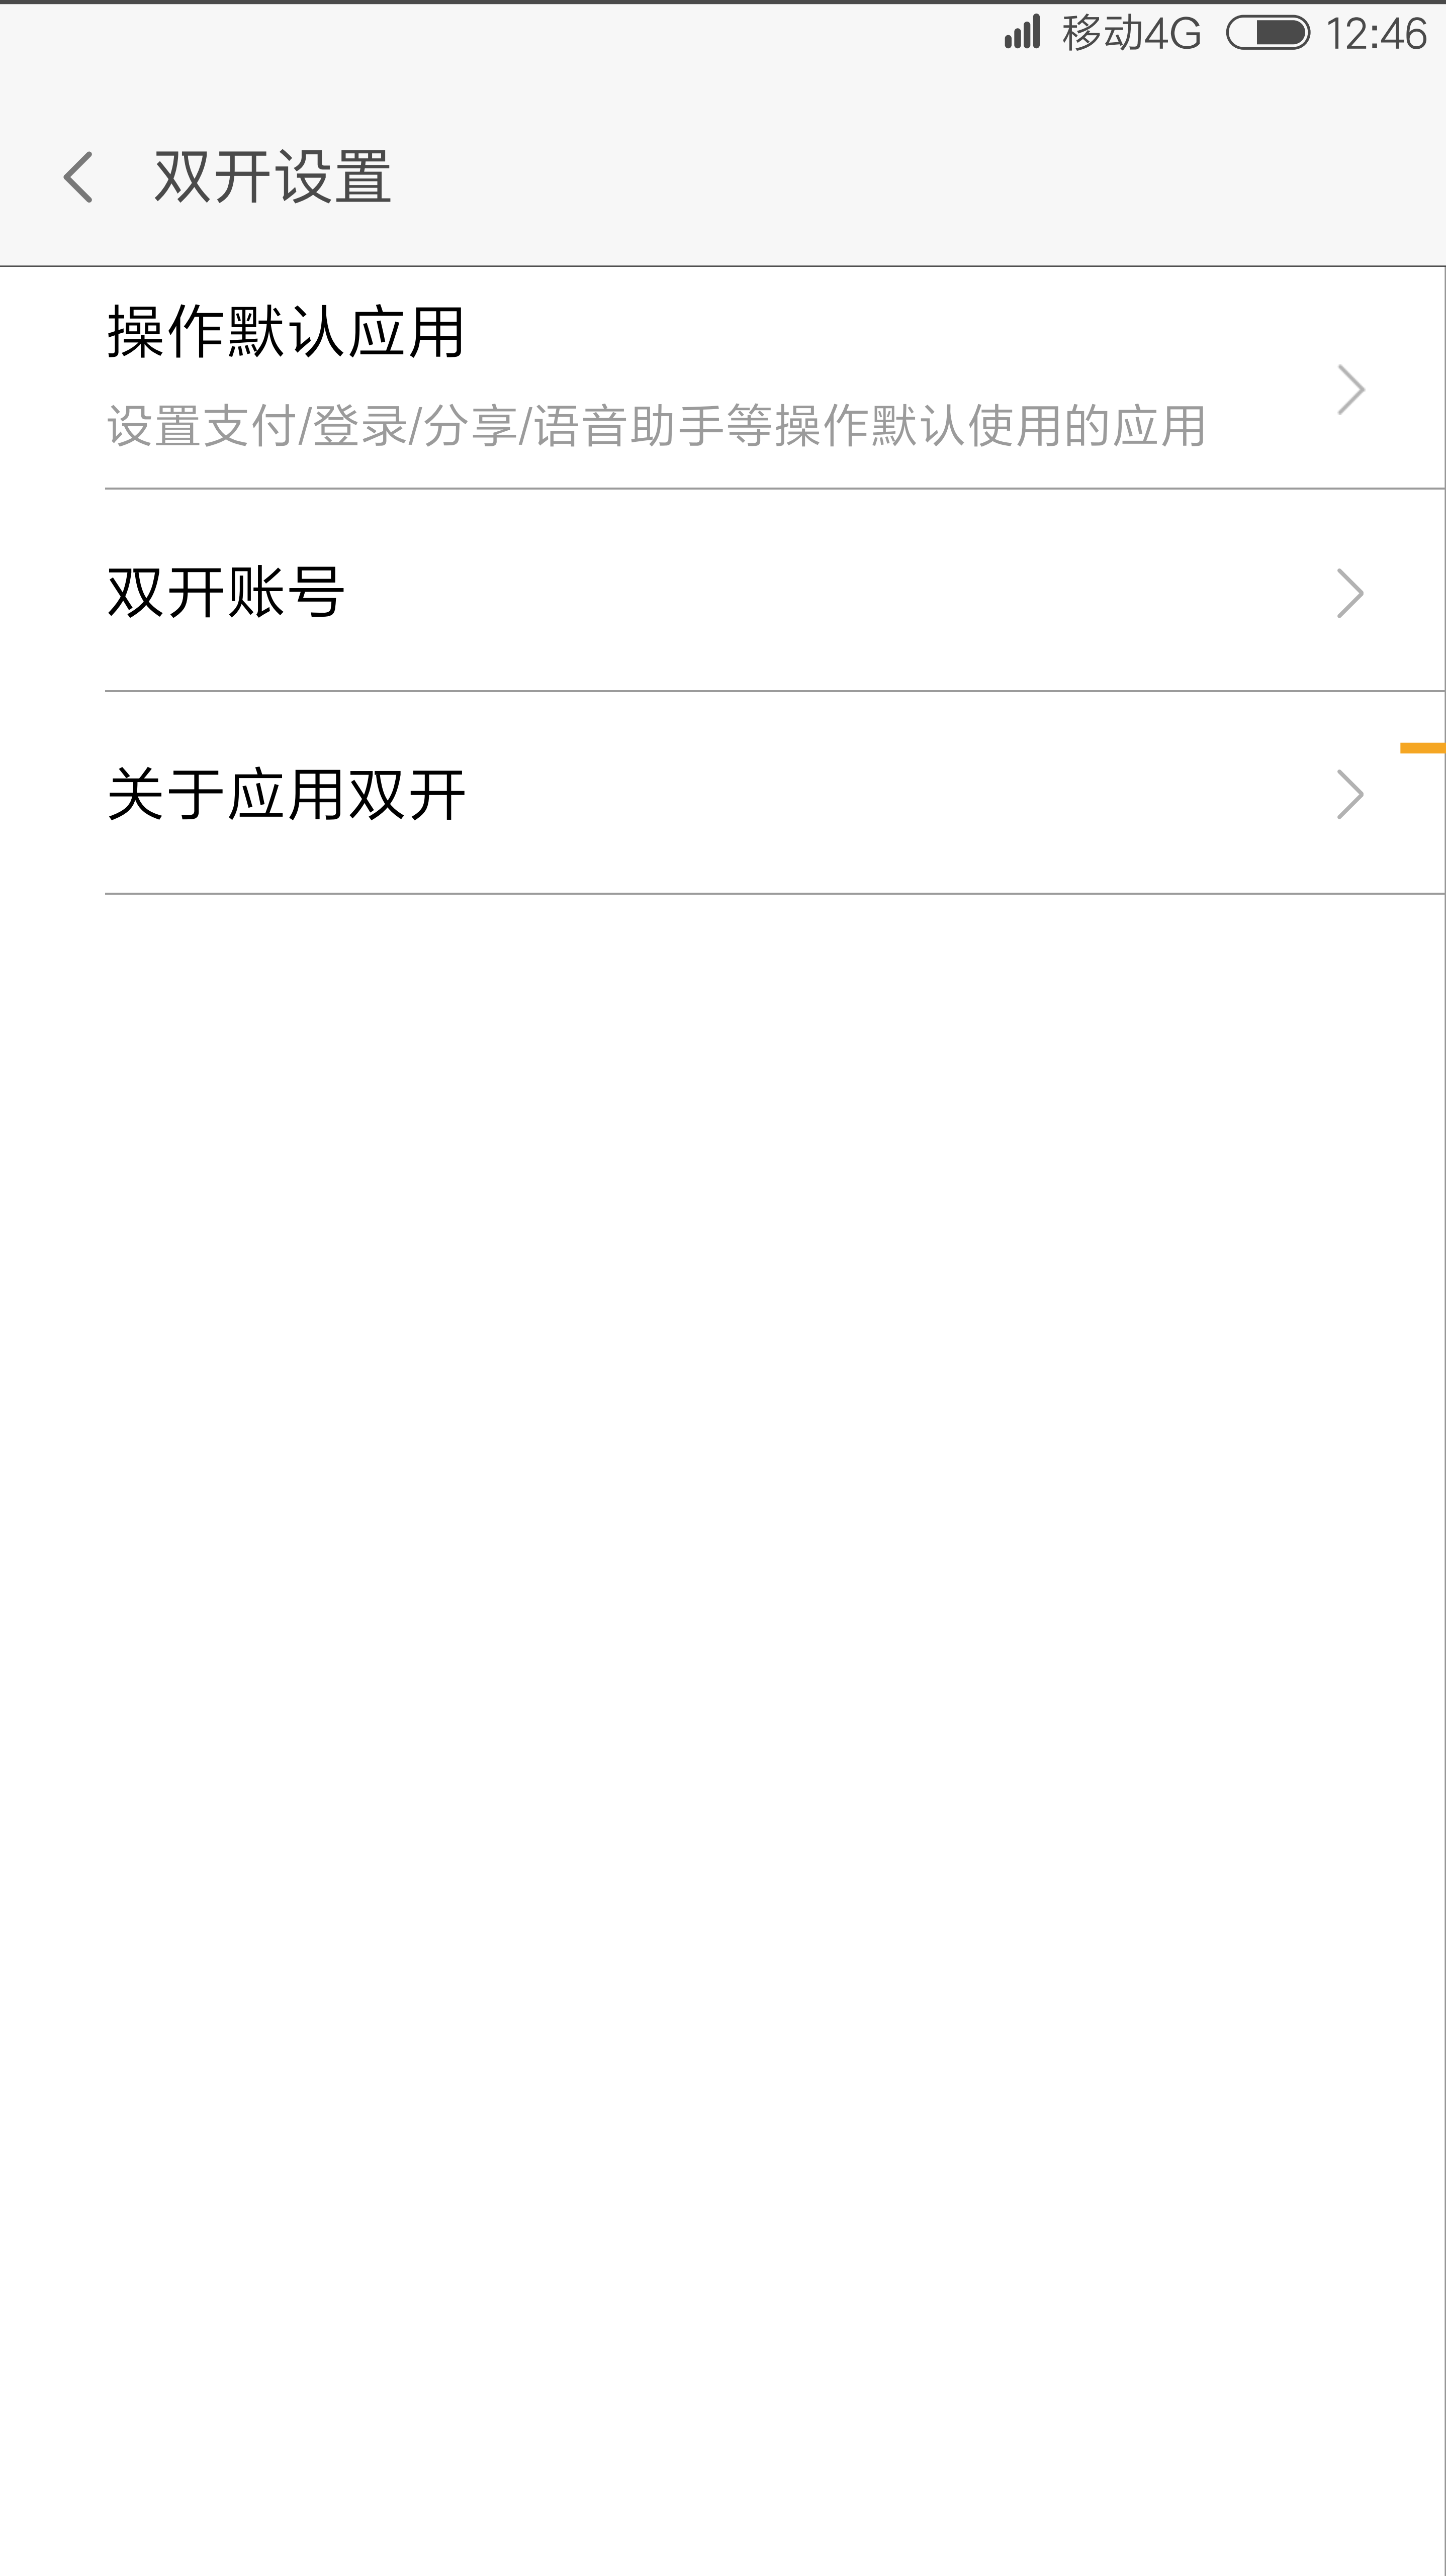 移动4G 12:46
双开设置
操作默认应用
设置支付/登录/分享/语音助手等操作默认使用的应用
双开账号
关于应用双开